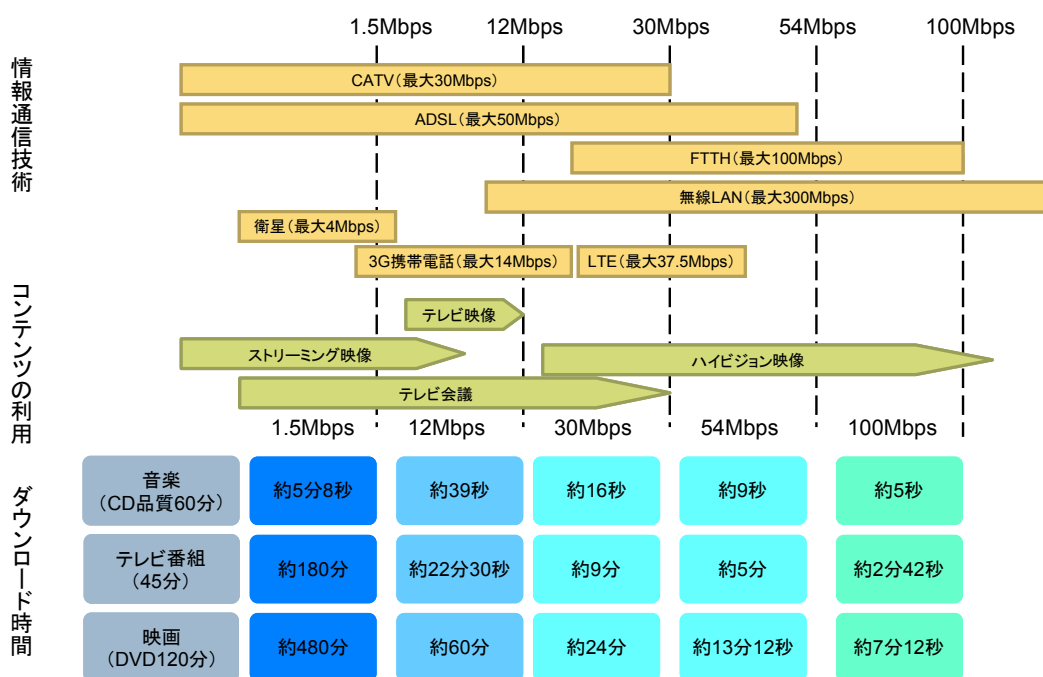 1.5Mbps 12Mbps 30Mbps 54Mbps 100Mbps
情報通信技術
CATV(最大30Mbps)
ADSL(最大50Mbps)
FTTH(最大100Mbps)
無線LAN(最大300Mbps)
衛星(最大4Mbps)
3G携帯電話(最大14Mbps)
LTE(最大37.5Mbps)
コンテンツの利用
テレビ映像
ストリーミング映像
ハイビジョン映像
テレビ会議
1.5Mbps 12Mbps 30Mbps 54Mbps 100Mbps
ダウンロード時間
音楽
(CD品質60分)
約5分8秒 約39秒 約16秒 約9秒 約5秒
テレビ番組
(45分)
約180分 約22分30秒 約9分 約5分 約2分42秒
映画
(DVD120分)
約480分 約60分 約24分 約13分12秒 約7分12秒